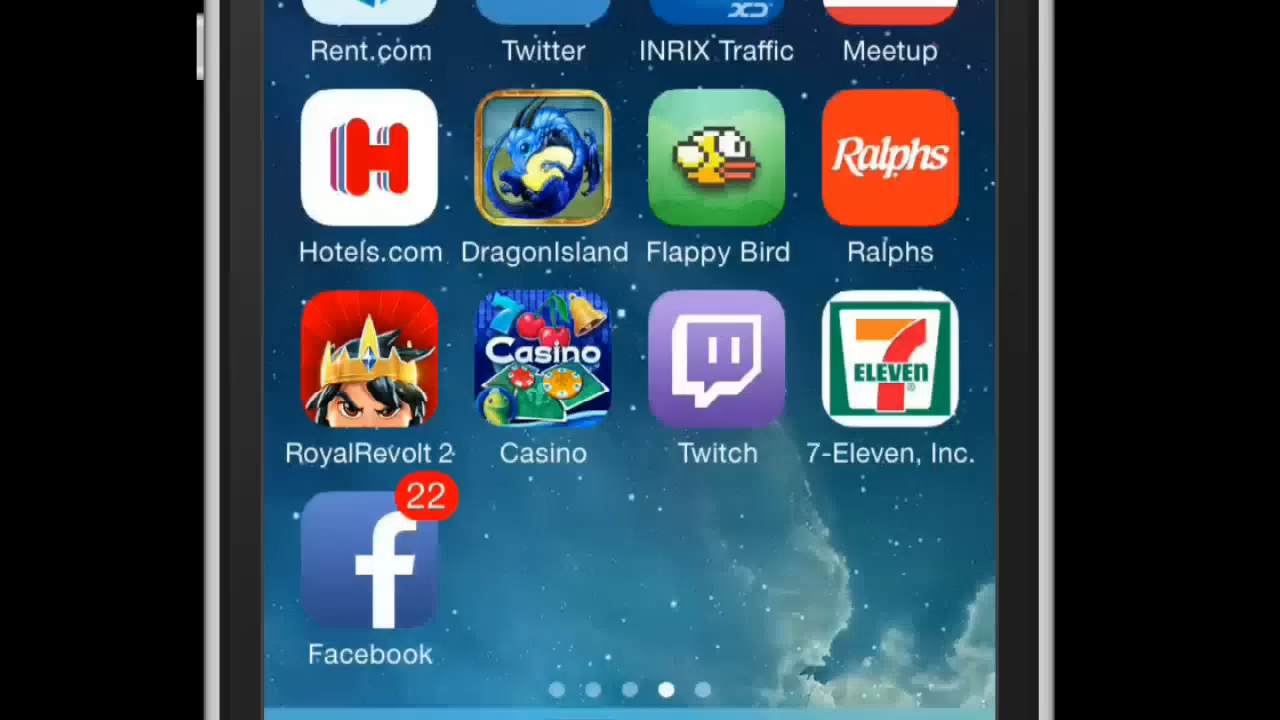 Rent.com Twitter INRIX Traffic Meetup
H Ralphs
Hotels.com DragonIsland Flappy Bird Ralphs
Casino 7 ELEVEN
RoyalRevolt 2 Casino Twitch 7-Eleven, Inc.
22
f
Facebook